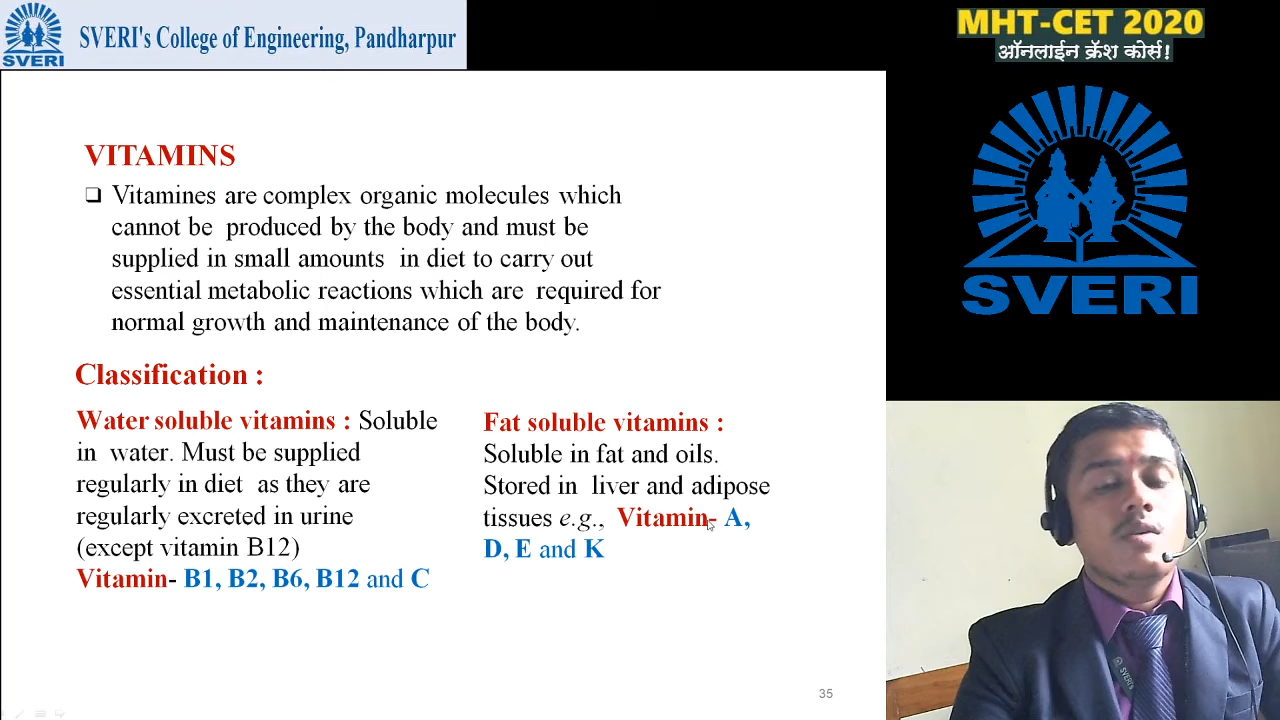 SVERI
SVERI's College of Engineering, Pandharpur
MHT-CET 2020
ऑनलाईन क्रॅश कोर्स!
SVERI
VITAMINS
❑ Vitamines are complex organic molecules which
cannot be produced by the body and must be
supplied in small amounts in diet to carry out
essential metabolic reactions which are required for
normal growth and maintenance of the body.
Classification :
Water soluble vitamins : Soluble
in water. Must be supplied
regularly in diet as they are
regularly excreted in urine
(except vitamin B12)
Vitamin- B1, B2, B6, B12 and C
Fat soluble vitamins :
Soluble in fat and oils.
Stored in liver and adipose
tissues e.g., Vitamin- A,
D, E and K
SVERI's
35